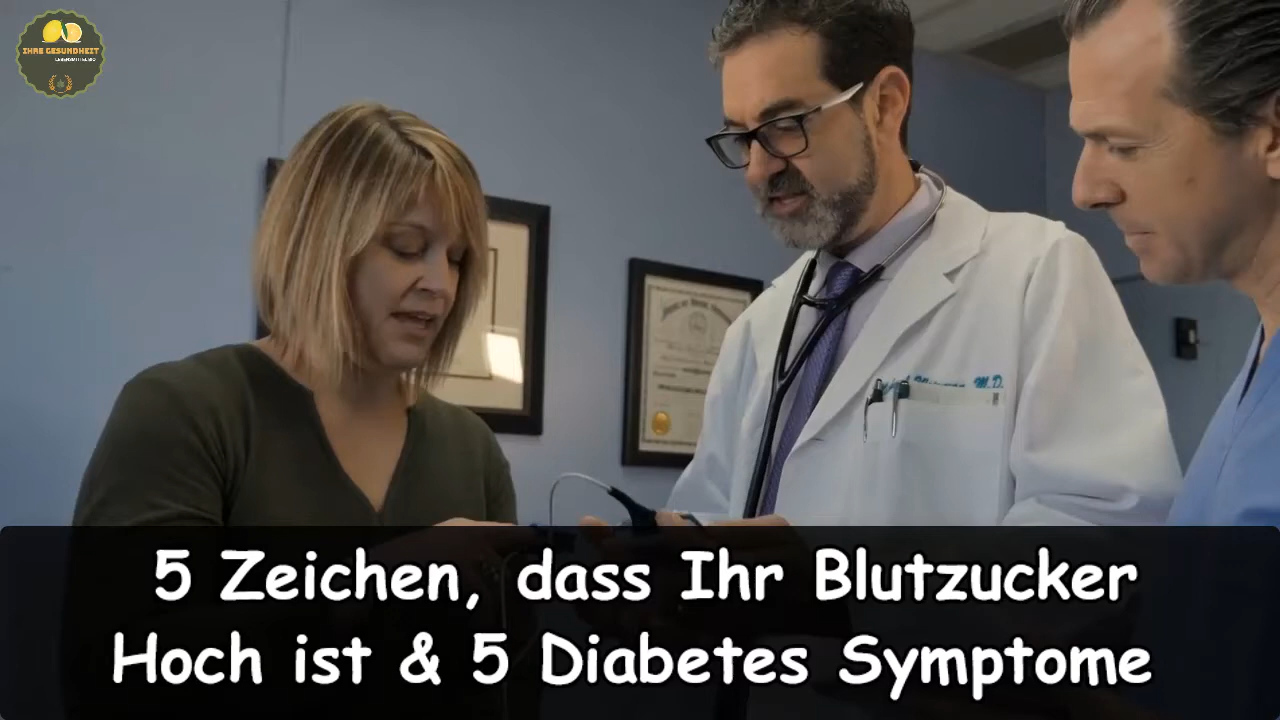 IHRE GESUNDHEIT
M.D.
5 Zeichen, dass Ihr Blutzucker
Hoch ist & 5 Diabetes Symptome